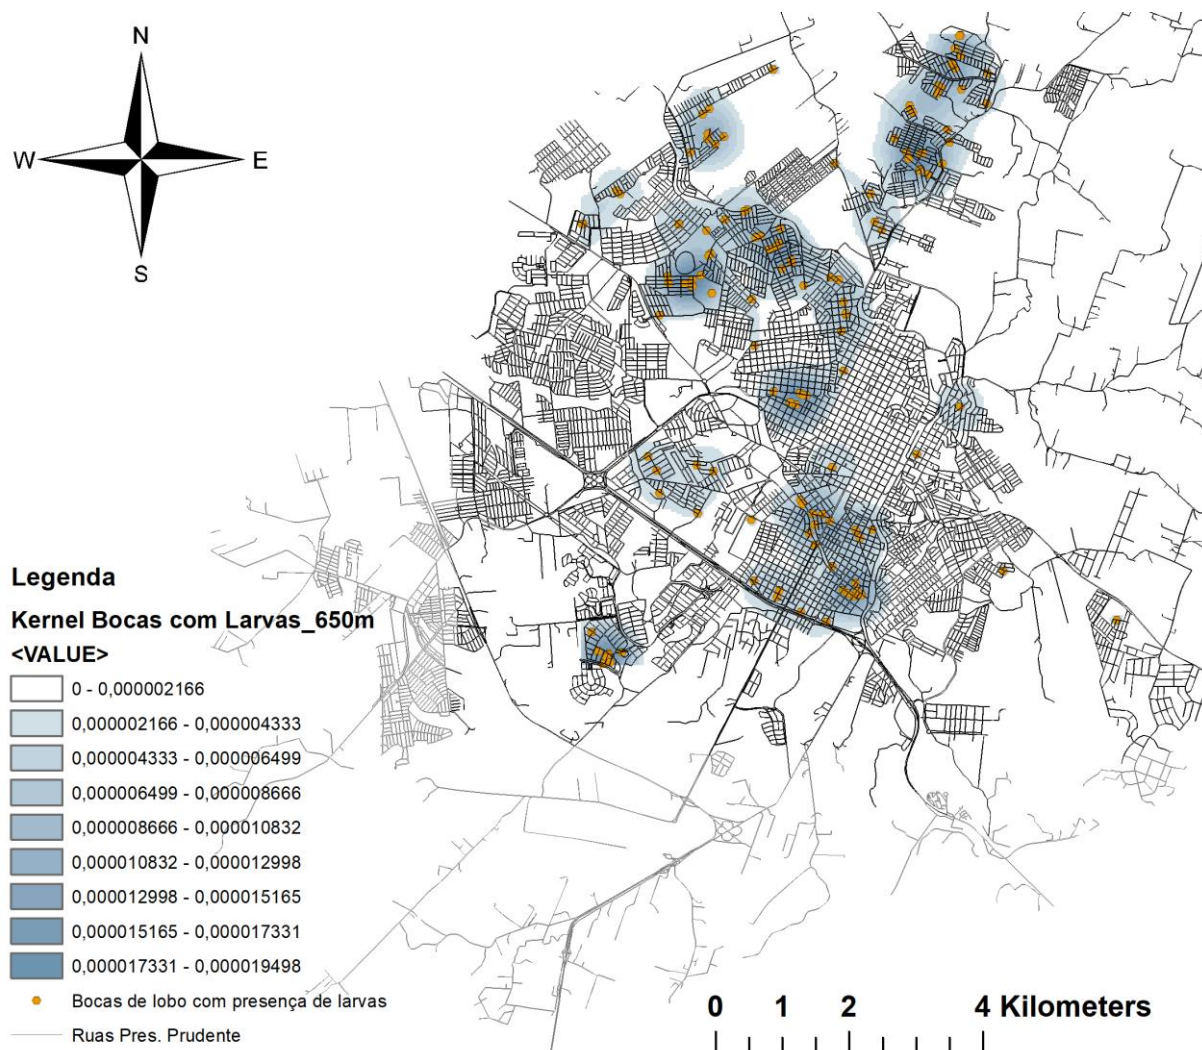 N
W
E
S
Legenda
Kernel Bocas com Larvas_650m
<VALUE>
0 - 0,000002166
0,000002166 - 0,000004333
0,000004333 - 0,000006499
0,000006499 - 0,000008666
0,000008666 - 0,000010832
0,000010832 - 0,000012998
0,000012998 - 0,000015165
0,000015165 - 0,000017331
0,000017331 - 0,000019498
Bocas de lobo com presença de larvas
Ruas Pres. Prudente
0 1 2 4 Kilometers